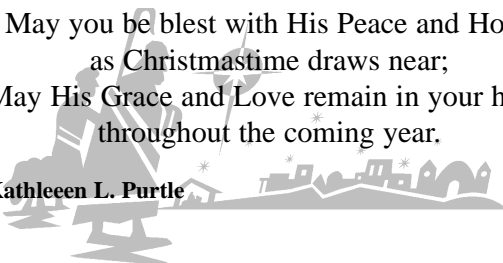 May you be blest with His Peace and Ho
as Christmastime draws near;
May His Grace and Love remain in your h
throughout the coming year.
Kathleeen L. Purtle